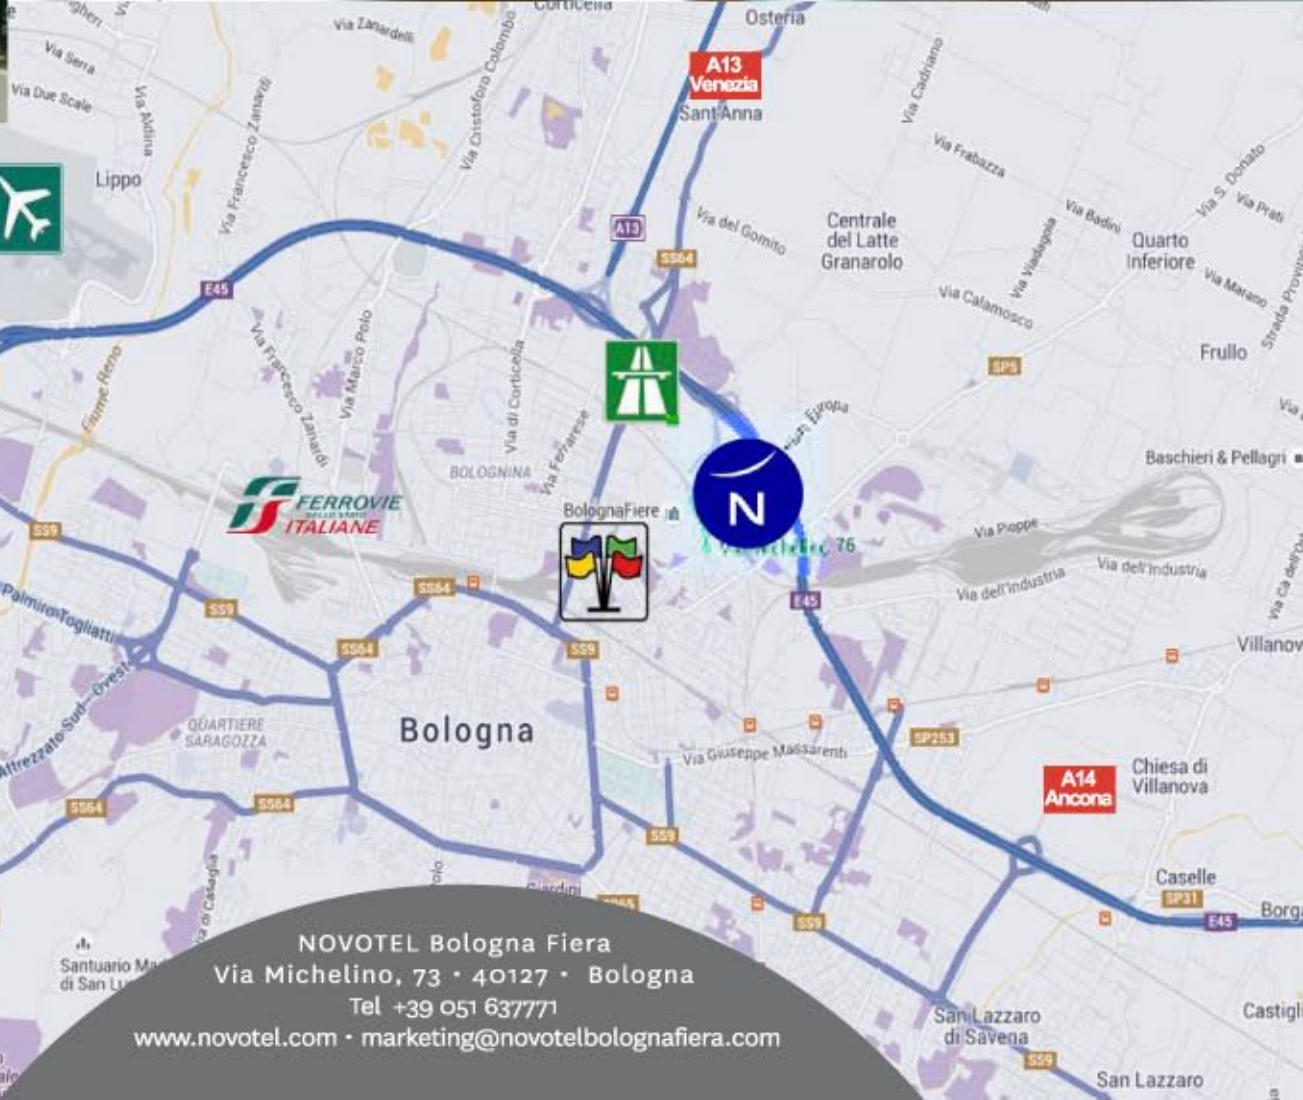 Corticella
Osteria
Via Zanardelli
Via Serra
Via Due Scale
Via Aldina
Via Francesco Zanardi
Via Cristoforo Colombo
A13
Venezia
Sant'Anna
Via Cadriano
Via Frabazza
Via S. Donato
Via Prati
Lippo
A13
Via del Gomito
Centrale
del Latte
Granarolo
Via Badini
Via Viadagola
Quarto
Inferiore
SS64
E45
Via Calamosco
Via Marano
Frullo
Fiume Reno
Via Francesco Zanardi
Via Marco Polo
Via di Corticella
Via Ferrarese
SP5
Europa
BOLOGNINA
Baschieri & Pellagri
FERROVIE
ITALIANE
BolognaFiere
N
76
SS9
Via Pioppe
Via dell'Industria
Via dell'Industria
Palmiro Togliatti
SS9
SS64
E45
SS64
SS9
QUARTIERE
SARAGOZZA
Bologna
Via Giuseppe Massarenti
SP253
A14
Ancona
Chiesa di
Villanova
SS64
SS64
SS9
Caselle
SP31
E45
SS9
Giardini
NOVOTEL Bologna Fiera
Via Michelino, 73 • 40127 • Bologna
Tel +39 051 637771
www.novotel.com • marketing@novotelbolognafiera.com
San Lazzaro
di Savena
SS9
San Lazzaro